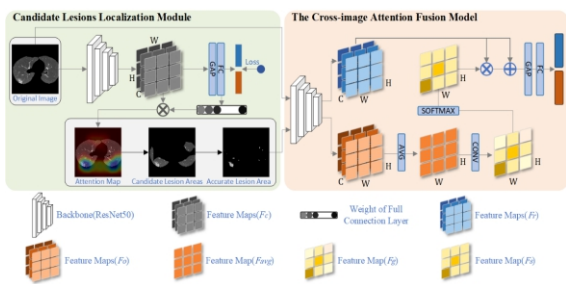 Candidate Lesions Localization Module
The Cross-image Attention Fusion Model
W
H
C
GAP
FC
Loss
Original image
Attention Map
Candidate Lesion Areas
Accurate Lesion Area
C
W
H
C
W
H
AVG
W
H
CONV
W
H
SOFTMAX
W
H
GAP
FC
Backbone(ResNet50)
Feature Maps(Fc)
Weight of Full
Connection Layer
Feature Maps(Fr)
Feature Maps(Fo)
Feature Map(Favg)
Feature Map(Fg)
Feature Map(Fa)